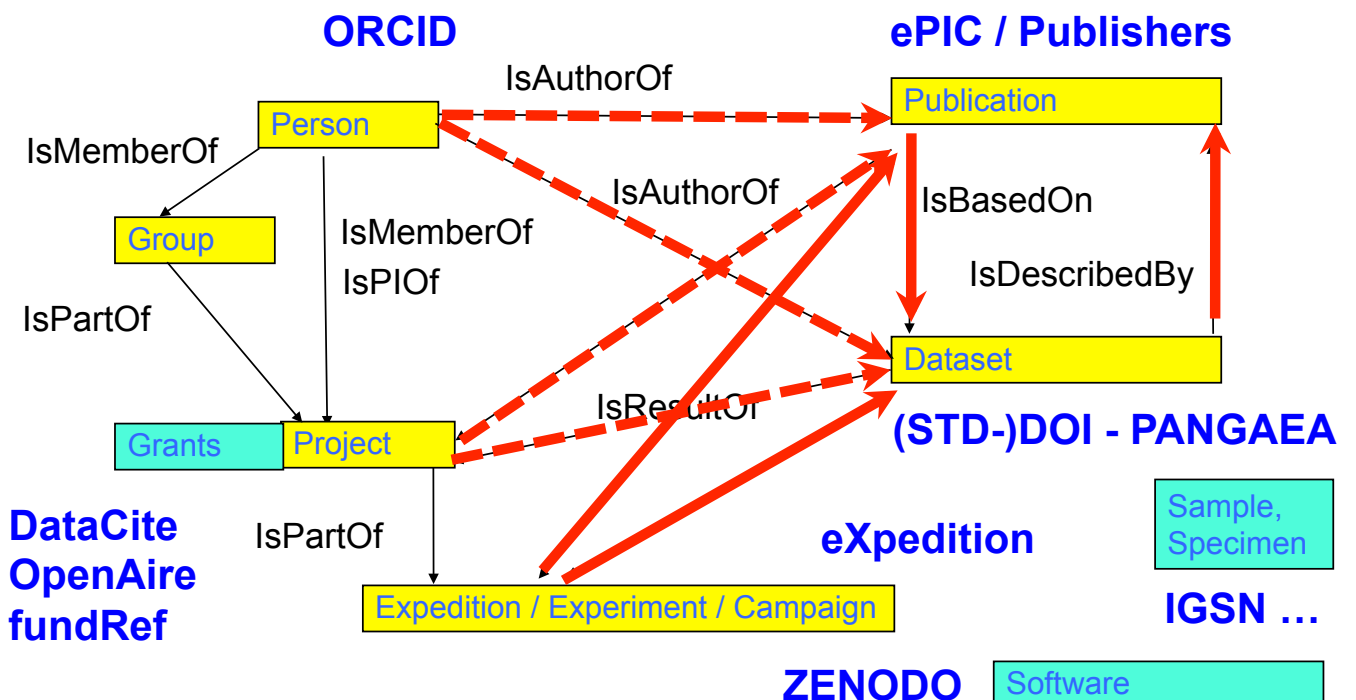 ORCID
ePIC / Publishers
IsAuthorOf
Publication
Person
IsMemberOf
IsAuthorOf
IsBasedOn
Group
IsMemberOf
IsPIOf
IsDescribedBy
IsPartOf
Dataset
IsResultOf
(STD-)DOI - PANGAEA
Grants
Project
DataCite
OpenAire
fundRef
IsPartOf
eXpedition
Sample,
Specimen
Expedition / Experiment / Campaign
IGSN …
ZENODO
Software